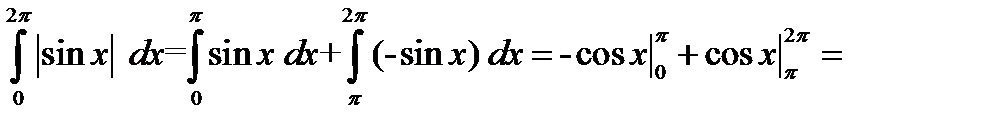 ∫₀^{2π} |sin x| dx = ∫₀^{π} sin x dx + ∫_{π}^{2π} (-sin x) dx = -cos x|₀^{π} + cos x|_{π}^{2π} =